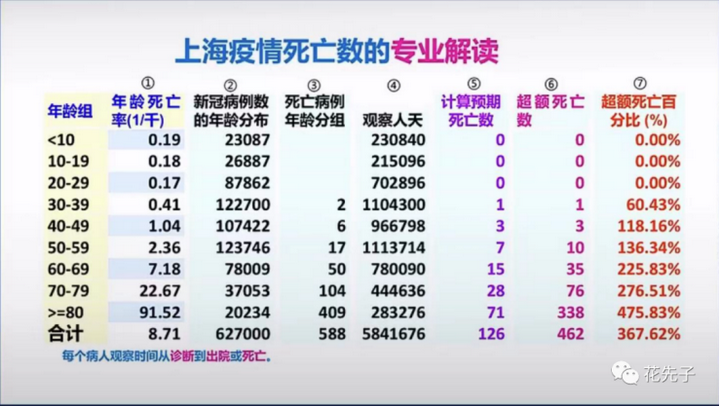 上海疫情死亡数的专业解读
① ② ③ ④ ⑤ ⑥ ⑦
年龄组 年龄死亡率(1/千) 新冠病例数的年龄分布 死亡病例年龄分组 观察人天 计算预期死亡数 超额死亡数 超额死亡百分比 (%)
<10 0.19 23087 230840 0 0 0.00%
10-19 0.18 26887 215096 0 0 0.00%
20-29 0.17 87862 702896 0 0 0.00%
30-39 0.41 122700 2 1104300 1 1 60.43%
40-49 1.04 107422 6 966798 3 3 118.16%
50-59 2.36 123746 17 1113714 7 10 136.34%
60-69 7.18 78009 50 780090 15 35 225.83%
70-79 22.67 37053 104 444636 28 76 276.51%
>=80 91.52 20234 409 283276 71 338 475.83%
合计 8.71 627000 588 5841676 126 462 367.62%
每个病人观察时间从诊断到出院或死亡。
花先子